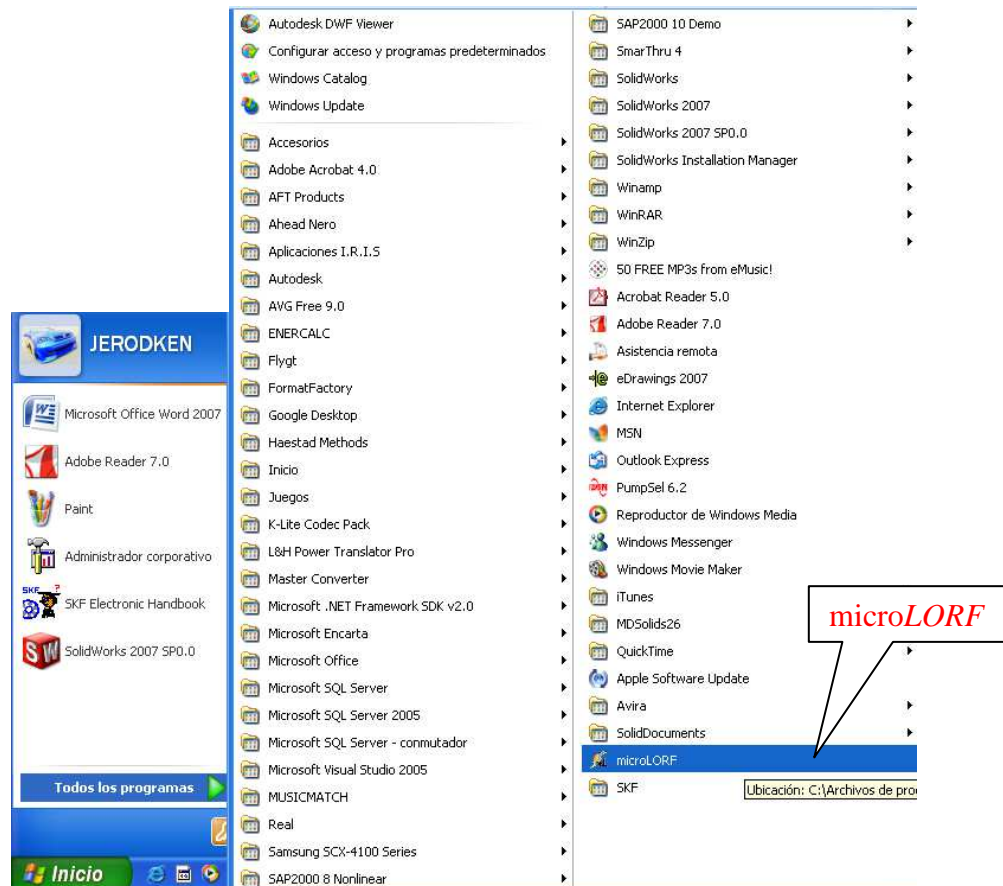 JERODKEN
Microsoft Office Word 2007
Adobe Reader 7.0
Paint
Administrador corporativo
SKF Electronic Handbook
SolidWorks 2007 SP0.0
Todos los programas
Inicio
Autodesk DWF Viewer
Configurar acceso y programas predeterminados
Windows Catalog
Windows Update
Accesorios
Adobe Acrobat 4.0
AFT Products
Ahead Nero
Aplicaciones I.R.I.S
Autodesk
AVG Free 9.0
ENERCALC
Flygt
FormatFactory
Google Desktop
Haestad Methods
Inicio
Juegos
K-Lite Codec Pack
L&H Power Translator Pro
Master Converter
Microsoft .NET Framework SDK v2.0
Microsoft Encarta
Microsoft Office
Microsoft SQL Server
Microsoft SQL Server 2005
Microsoft SQL Server - conmutador
Microsoft Visual Studio 2005
MUSICMATCH
Real
Samsung SCX-4100 Series
SAP2000 8 Nonlinear
SAP2000 10 Demo
SmarThru 4
SolidWorks
SolidWorks 2007
SolidWorks 2007 SP0.0
SolidWorks Installation Manager
Winamp
WinRAR
WinZip
50 FREE MP3s from eMusic!
Acrobat Reader 5.0
Adobe Reader 7.0
Asistencia remota
eDrawings 2007
Internet Explorer
MSN
Outlook Express
PumpSel 6.2
Reproductor de Windows Media
Windows Messenger
Windows Movie Maker
iTunes
MDSolids26
QuickTime
Apple Software Update
Avira
SolidDocuments
microLORF
SKF
Ubicación: C:\Archivos de pro
microLORF